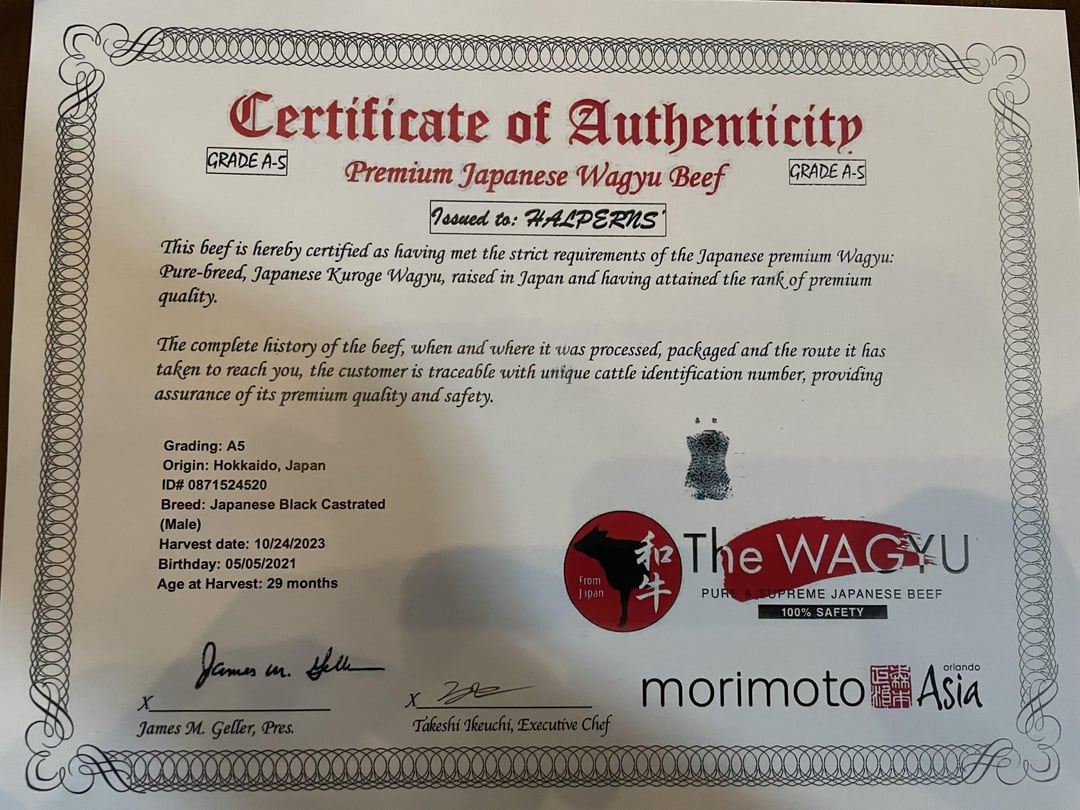 Certificate of Authenticity
GRADE A-5
Premium Japanese Wagyu Beef
GRADE A-5
Issued to: HALPERNS'
This beef is hereby certified as having met the strict requirements of the Japanese premium Wagyu:
Pure-breed, Japanese Kuroge Wagyu, raised in Japan and having attained the rank of premium
quality.
The complete history of the beef, when and where it was processed, packaged and the route it has
taken to reach you, the customer is traceable with unique cattle identification number, providing
assurance of its premium quality and safety.
Grading: A5
Origin: Hokkaido, Japan
ID# 0871524520
Breed: Japanese Black Castrated
(Male)
Harvest date: 10/24/2023
Birthday: 05/05/2021
Age at Harvest: 29 months
From
Japan
和牛
The WAGYU
PURE & SUPREME JAPANESE BEEF
100% SAFETY
James M. Geller
X
James M. Geller, Pres.
X
Takeshi Ikeuchi, Executive Chef
morimoto Asia
orlando